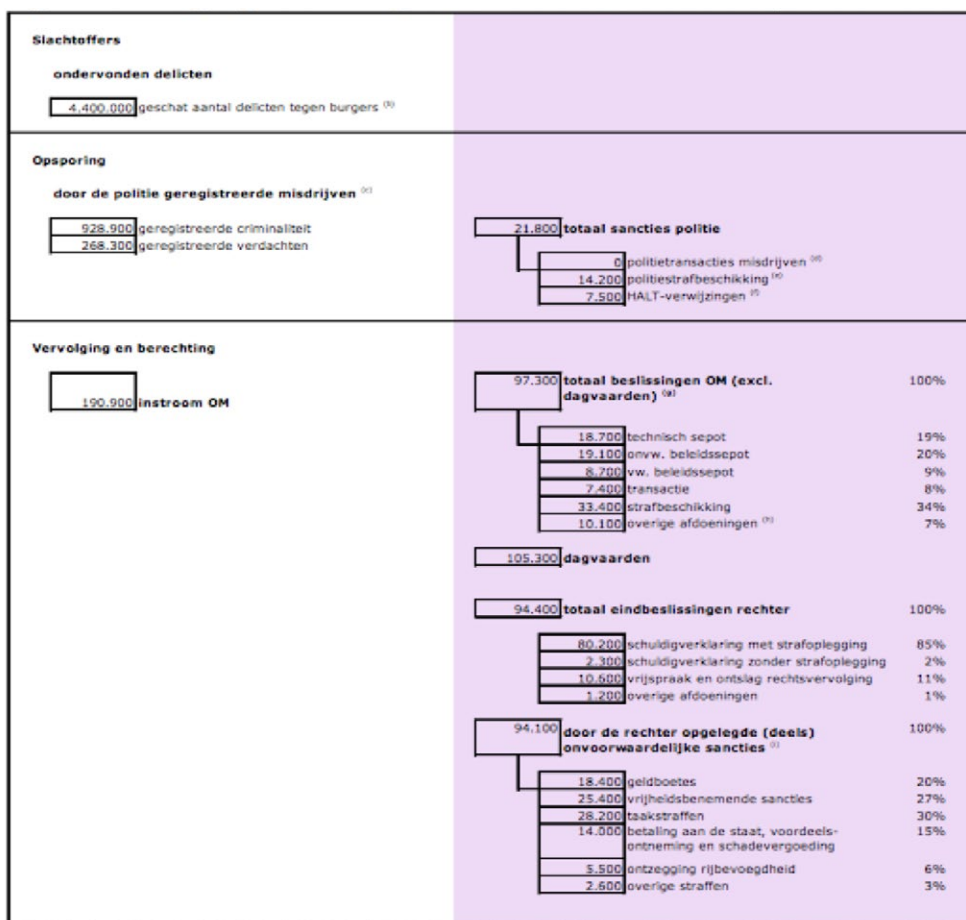 Slachtoffers
ondervonden delicten
4.400.000 geschat aantal delicten tegen burgers (b)
Opsporing
door de politie geregistreerde misdrijven (c)
928.900 geregistreerde criminaliteit
268.300 geregistreerde verdachten
21.800 totaal sancties politie
0 politietransacties misdrijven (d)
14.200 politiestrafbeschikking (e)
7.500 HALT-verwijzingen (f)
Vervolging en berechting
190.900 instroom OM
97.300 totaal beslissingen OM (excl. 100%
dagvaarden) (g)
18.700 technisch sepot 19%
19.100 onvw. beleidssepot 20%
8.700 vw. beleidssepot 9%
7.400 transactie 8%
33.400 strafbeschikking 34%
10.100 overige afdoeningen (h) 7%
105.300 dagvaarden
94.400 totaal eindbeslissingen rechter 100%
80.200 schuldigverklaring met strafoplegging 85%
2.300 schuldigverklaring zonder strafoplegging 2%
10.600 vrijspraak en ontslag rechtsvervolging 11%
1.200 overige afdoeningen 1%
94.100 door de rechter opgelegde (deels) 100%
onvoorwaardelijke sancties (i)
18.400 geldboetes 20%
25.400 vrijheidsbenemende sancties 27%
28.200 taakstraffen 30%
14.000 betaling aan de staat, voordeels- 15%
ontneming en schadevergoeding
5.500 ontzegging rijbevoegdheid 6%
2.600 overige straffen 3%